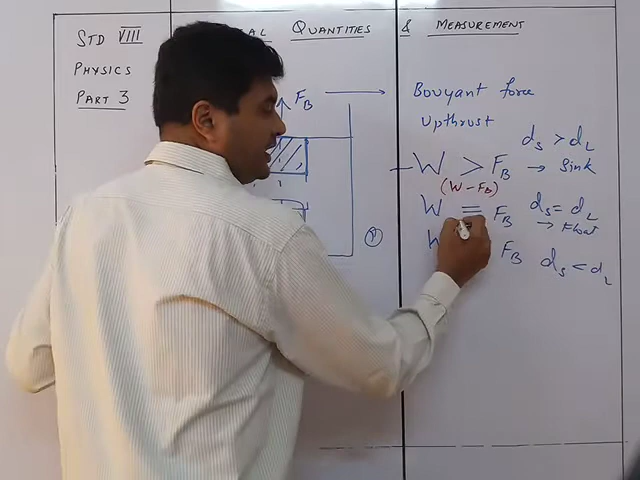 STD VIII
PHYSICS
PART 3
AL QUANTITIES & MEASUREMENT
F_B
Bouyant force
upthrust
d_s > d_L
W > F_B → Sink
(W - F_B)
W = F_B d_s = d_L
→ Float
W F_B d_s < d_L
P